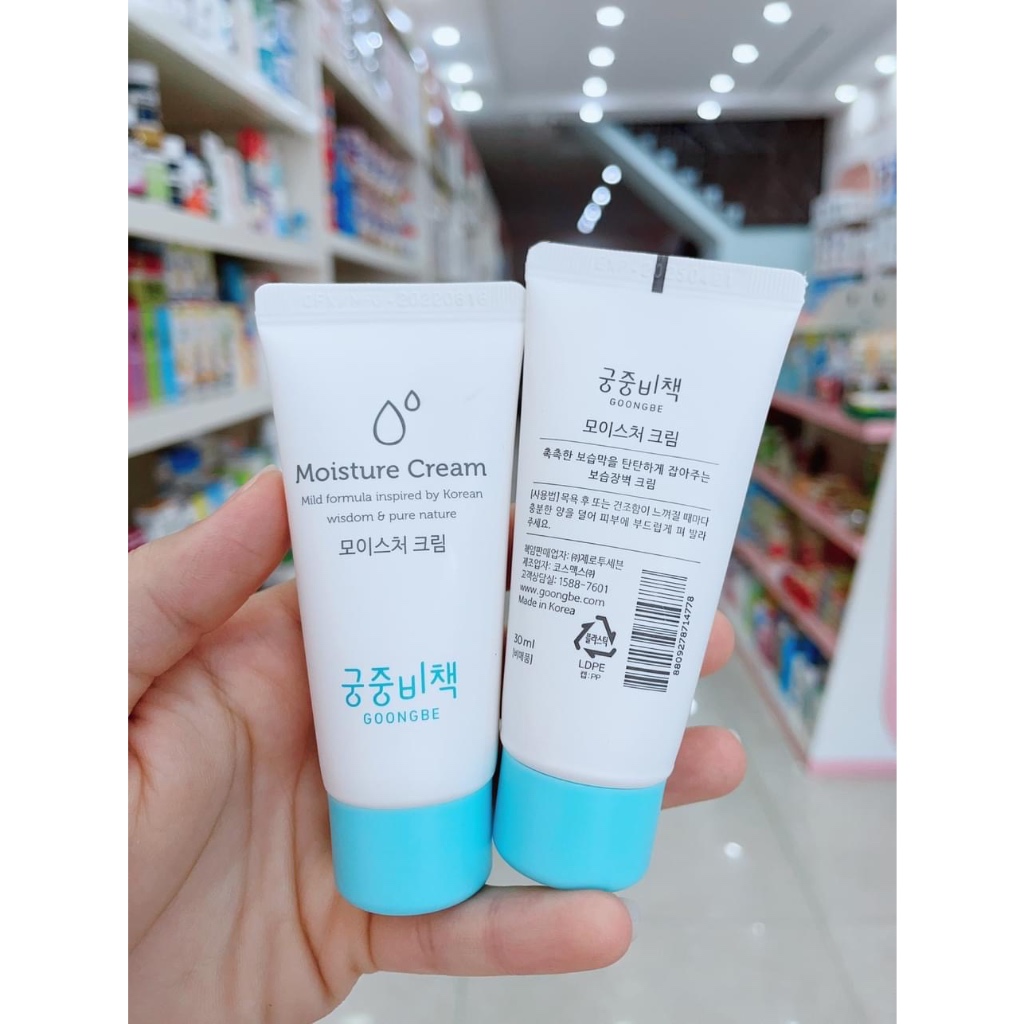 Moisture Cream
Mild formula inspired by Korean
wisdom & pure nature
모이스처 크림
궁중비책
GOONGBE
궁중비책
GOONGBE
모이스처 크림
촉촉한 보습막을 탄탄하게 잡아주는
보습장벽 크림
[사용법] 목욕 후 또는 건조함이 느껴질 때마다
충분한 양을 덜어 피부에 부드럽게 펴 발라
주세요.
책임판매업자: ㈜제로투세븐
제조업자: 코스맥스㈜
고객상담실: 1588-7601
www.goongbe.com
Made in Korea
30ml
[비매품]
플라스틱
LDPE
캡:PP
8809278714778